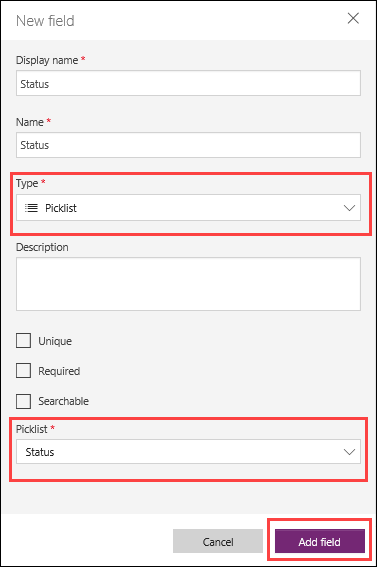 New field
Display name *
Status
Name *
Status
Type *
Picklist
Description
Unique
Required
Searchable
Picklist *
Status
Cancel
Add field